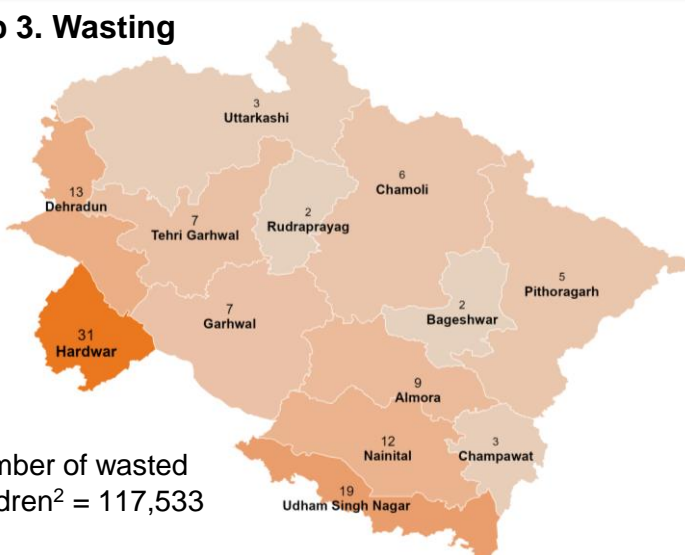 p 3. Wasting
3
Uttarkashi
6
Chamoli
13
Dehradun
7
Tehri Garhwal
2
Rudraprayag
5
Pithoragarh
2
Bageshwar
7
Garhwal
31
Hardwar
9
Almora
12
Nainital
3
Champawat
19
Udham Singh Nagar
mber of wasted
dren² = 117,533